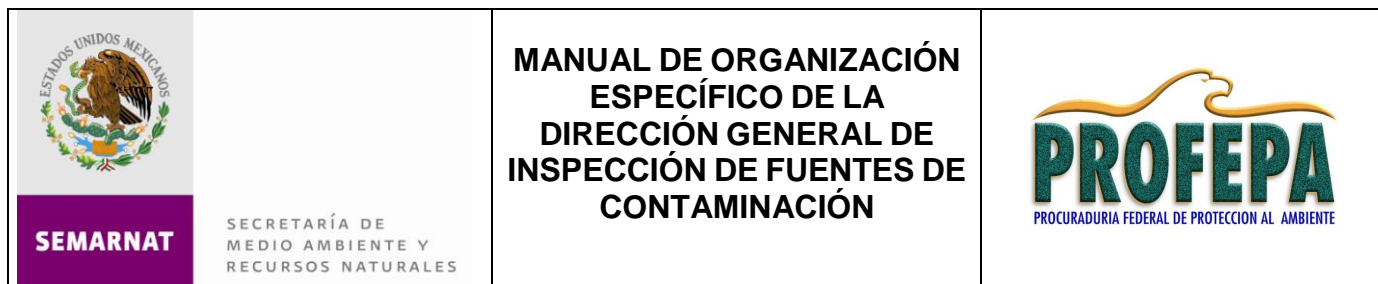 ESTADOS UNIDOS MEXICANOS
SEMARNAT
SECRETARÍA DE
MEDIO AMBIENTE Y
RECURSOS NATURALES
MANUAL DE ORGANIZACIÓN
ESPECÍFICO DE LA
DIRECCIÓN GENERAL DE
INSPECCIÓN DE FUENTES DE
CONTAMINACIÓN
PROFEPA
PROCURADURIA FEDERAL DE PROTECCION AL AMBIENTE